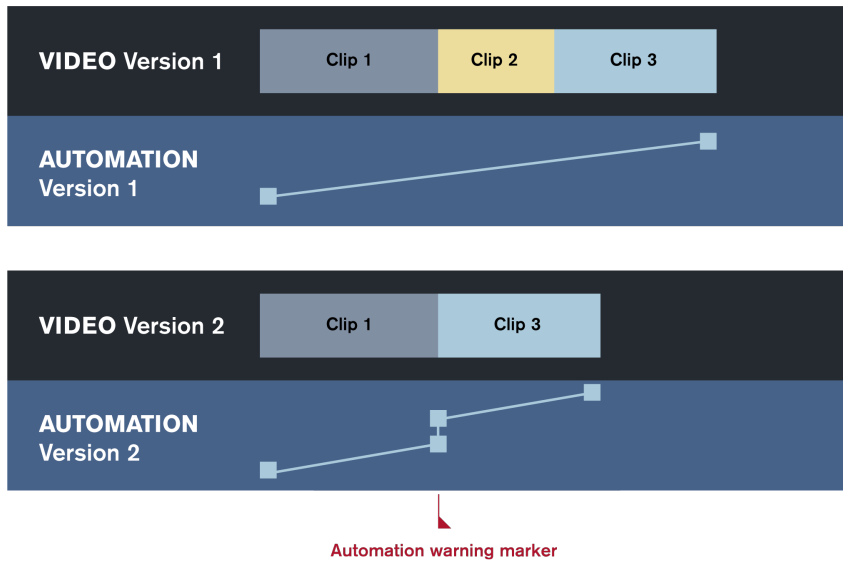 VIDEO Version 1
Clip 1
Clip 2
Clip 3
AUTOMATION
Version 1
VIDEO Version 2
Clip 1
Clip 3
AUTOMATION
Version 2
Automation warning marker